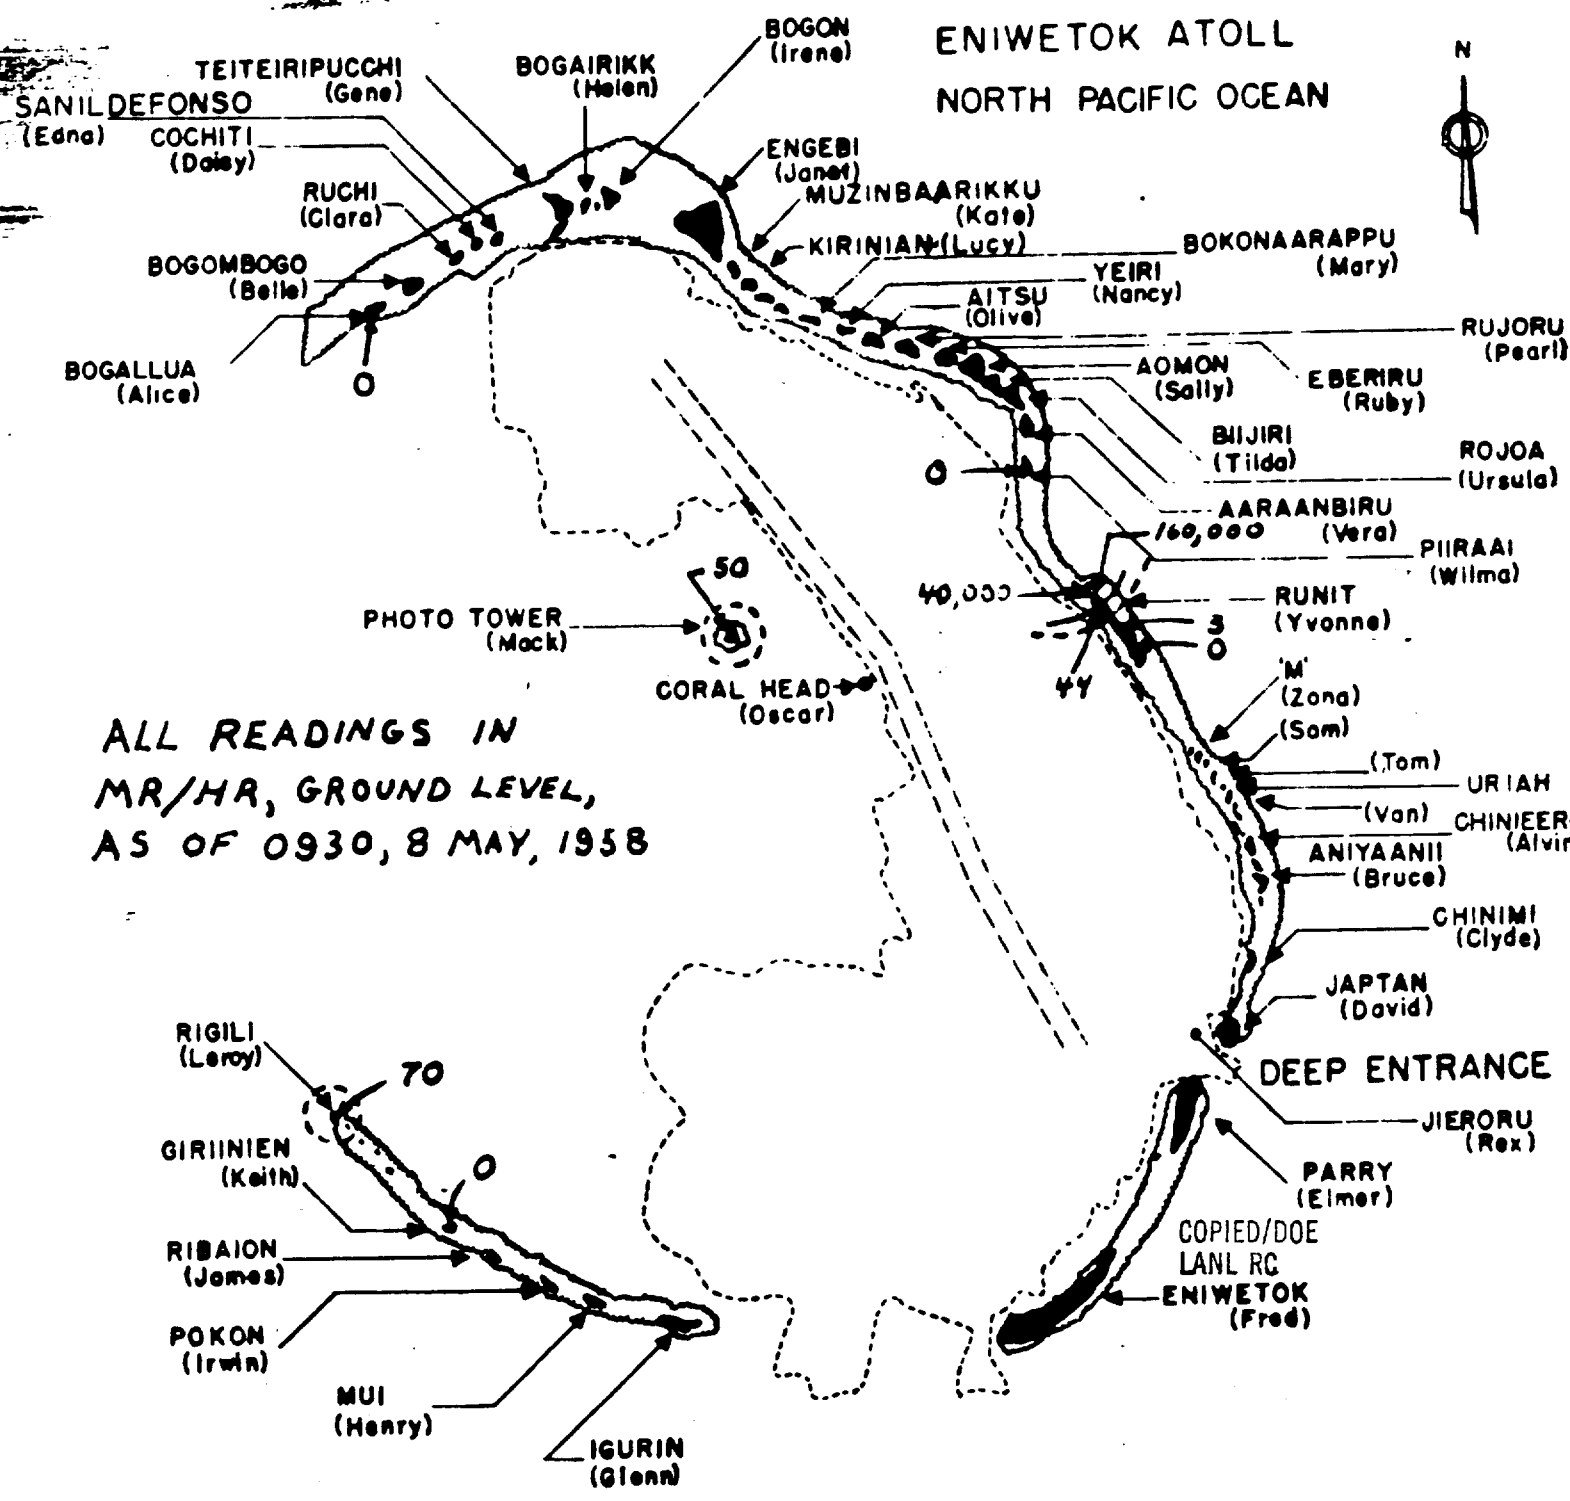 ENIWETOK ATOLL
NORTH PACIFIC OCEAN
N
BOGON
(Irene)
BOGAIRIKK
(Helen)
TEITEIRIPUCCHI
(Gene)
SANILDEFONSO
(Edna)
COCHITI
(Daisy)
RUCHI
(Clara)
BOGOMBOGO
(Belle)
BOGALLUA
(Alice)
0
ENGEBI
(Janet)
MUZINBAARIKKU
(Kate)
KIRINIAN (Lucy)
BOKONAARAPPU
(Mary)
YEIRI
(Nancy)
AITSU
(Olive)
RUJORU
(Pearl)
EBERIRU
(Ruby)
AOMON
(Sally)
BIIJIRI
(Tilda)
ROJOA
(Ursula)
AARAANBIRU
(Vera)
PIIRAAI
(Wilma)
0
160,000
40,000
RUNIT
(Yvonne)
3
0
44
50
PHOTO TOWER
(Mack)
CORAL HEAD
(Oscar)
ALL READINGS IN
MR/HR, GROUND LEVEL,
AS OF 0930, 8 MAY, 1958
'M'
(Zona)
(Sam)
(Tom)
URIAH
(Van)
CHINIEER
(Alvin
ANIYAANII
(Bruce)
CHINIMI
(Clyde)
JAPTAN
(David)
DEEP ENTRANCE
JIERORU
(Rex)
PARRY
(Elmer)
COPIED/DOE
LANL RC
ENIWETOK
(Fred)
RIGILI
(Leroy)
70
GIRIINIEN
(Keith)
0
RIBAION
(James)
POKON
(Irwin)
MUI
(Henry)
IGURIN
(Glenn)